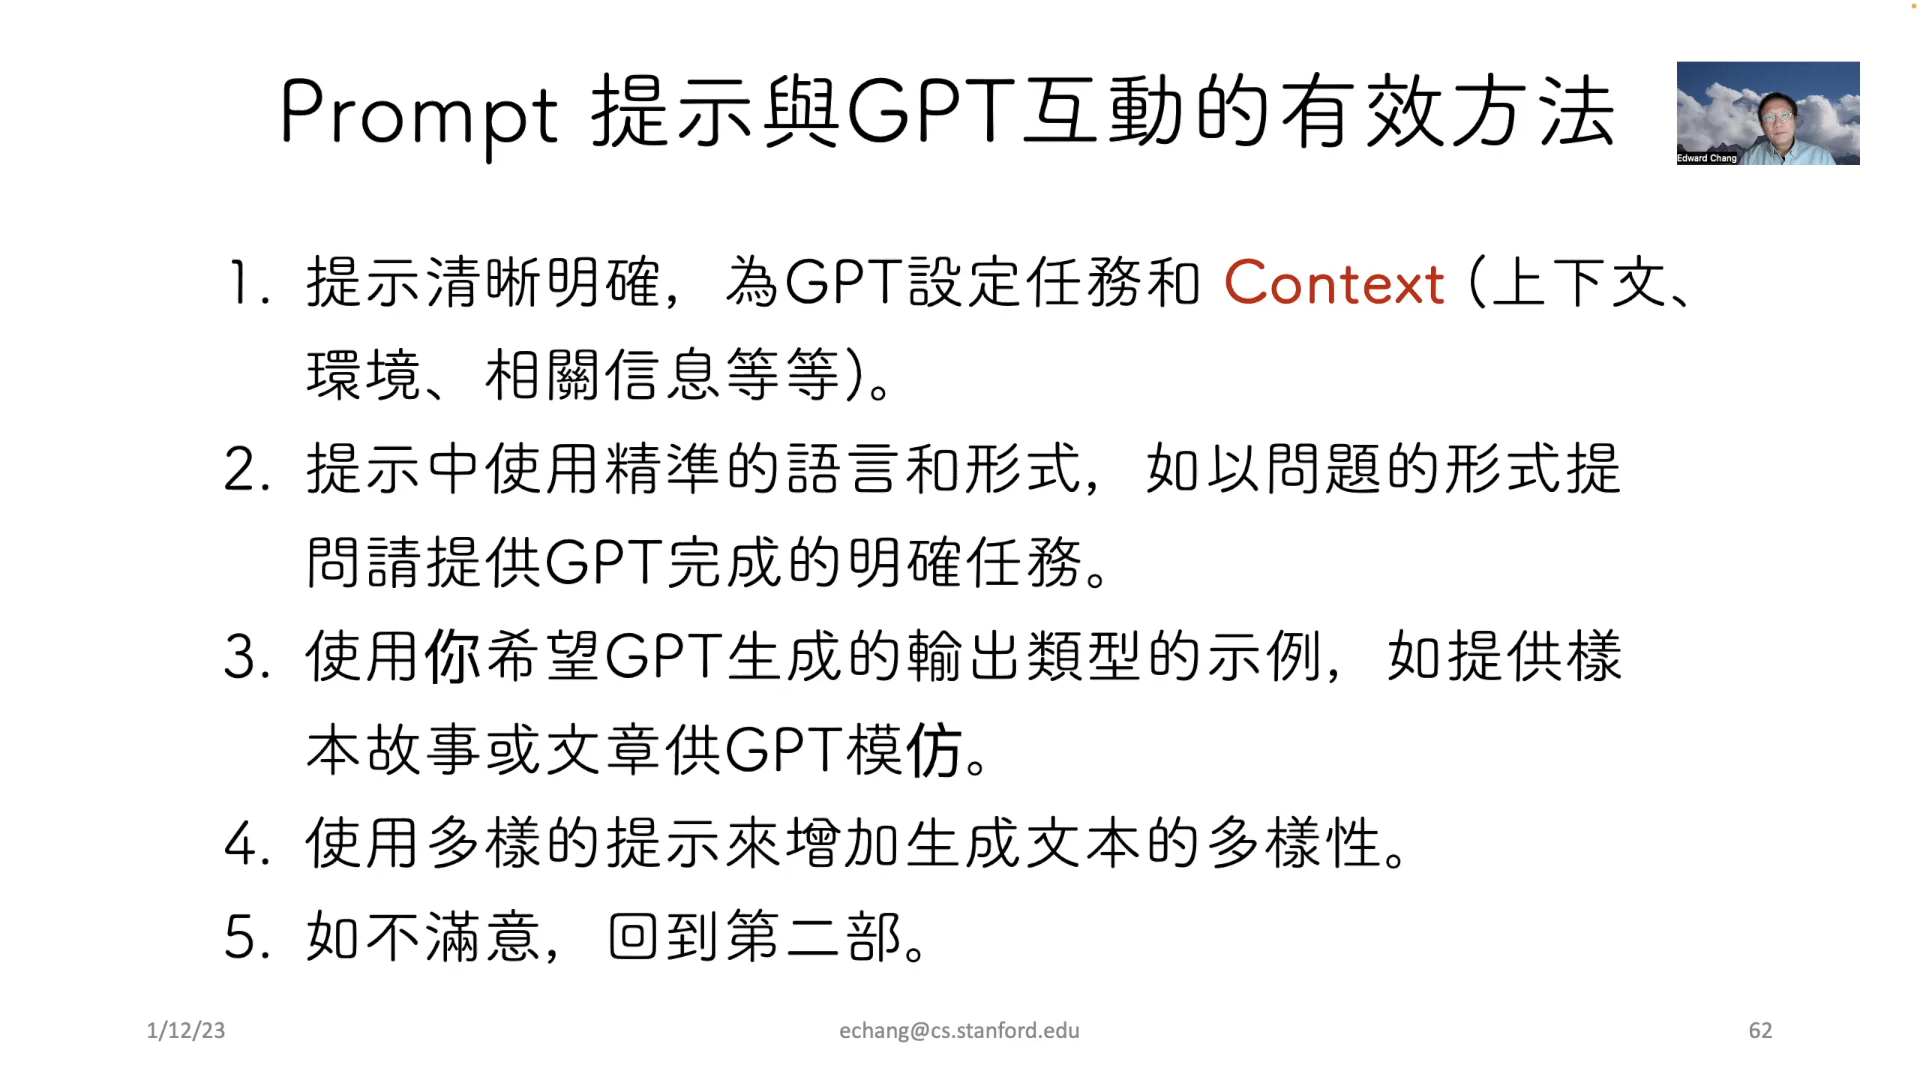 Prompt 提示與GPT互動的有效方法
Edward Chang
1. 提示清晰明確，為GPT設定任務和 Context (上下文、
環境、相關信息等等)。
2. 提示中使用精準的語言和形式，如以問題的形式提
問請提供GPT完成的明確任務。
3. 使用你希望GPT生成的輸出類型的示例，如提供樣
本故事或文章供GPT模仿。
4. 使用多樣的提示來增加生成文本的多樣性。
5. 如不滿意，回到第二部。
1/12/23
echang@cs.stanford.edu
62